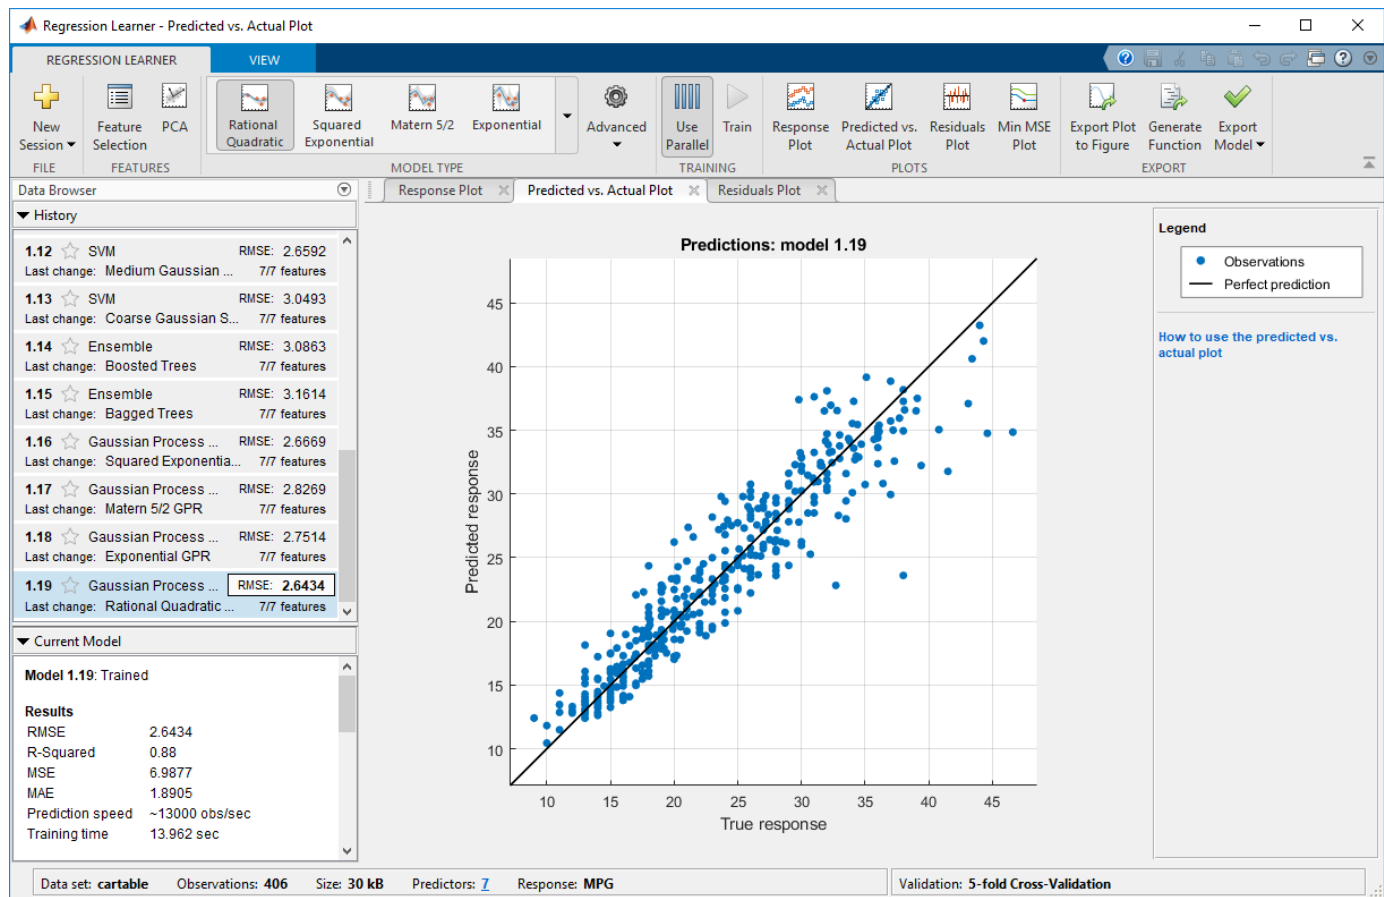 Regression Learner - Predicted vs. Actual Plot
REGRESSION LEARNER
VIEW
New Session
Feature Selection
PCA
Rational Quadratic
Squared Exponential
Matern 5/2
Exponential
Advanced
Use Parallel
Train
Response Plot
Predicted vs. Actual Plot
Residuals Plot
Min MSE Plot
Export Plot to Figure
Generate Function
Export Model
FILE
FEATURES
MODEL TYPE
TRAINING
PLOTS
EXPORT
Data Browser
Response Plot
Predicted vs. Actual Plot
Residuals Plot
History
1.12 SVM RMSE: 2.6592
Last change: Medium Gaussian ... 7/7 features
1.13 SVM RMSE: 3.0493
Last change: Coarse Gaussian S... 7/7 features
1.14 Ensemble RMSE: 3.0863
Last change: Boosted Trees 7/7 features
1.15 Ensemble RMSE: 3.1614
Last change: Bagged Trees 7/7 features
1.16 Gaussian Process ... RMSE: 2.6669
Last change: Squared Exponentia... 7/7 features
1.17 Gaussian Process ... RMSE: 2.8269
Last change: Matern 5/2 GPR 7/7 features
1.18 Gaussian Process ... RMSE: 2.7514
Last change: Exponential GPR 7/7 features
1.19 Gaussian Process ... RMSE: 2.6434
Last change: Rational Quadratic ... 7/7 features
Current Model
Model 1.19: Trained
Results
RMSE 2.6434
R-Squared 0.88
MSE 6.9877
MAE 1.8905
Prediction speed ~13000 obs/sec
Training time 13.962 sec
Predictions: model 1.19
45
40
35
30
25
20
15
10
Predicted response
10 15 20 25 30 35 40 45
True response
Legend
Observations
Perfect prediction
How to use the predicted vs.
actual plot
Data set: cartable Observations: 406 Size: 30 kB Predictors: 7 Response: MPG
Validation: 5-fold Cross-Validation